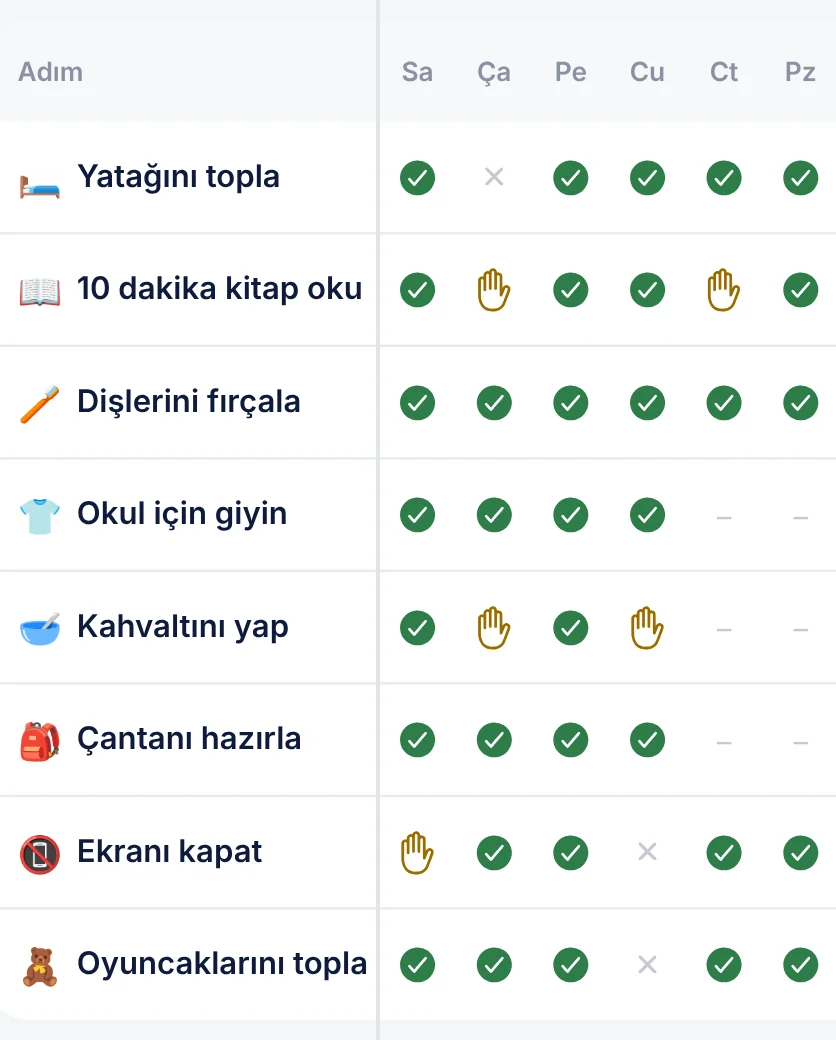 Adım Sa Ça Pe Cu Ct Pz
Yatağını topla
10 dakika kitap oku
Dişlerini fırçala
Okul için giyin – –
Kahvaltını yap – –
Çantanı hazırla – –
Ekranı kapat
Oyuncaklarını topla